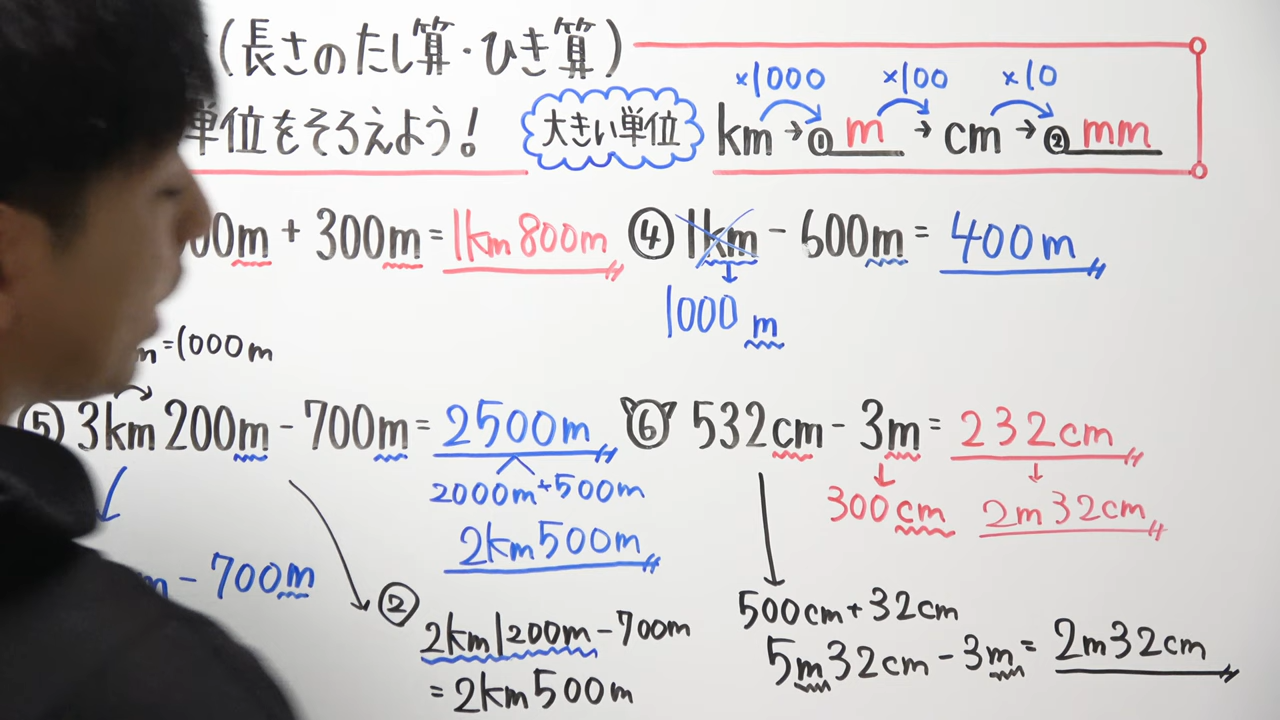 (長さのたし算・ひき算)
単位をそろえよう!
大きい単位
×1000 ×100 ×10
km → ① m → cm → ② mm
00m + 300m = 1km 800m
④ 1km - 600m = 400m
1000 m
m = 1000m
⑤ 3km 200m - 700m = 2500m
2000m + 500m
2km 500m
m - 700m
② 2km 1200m - 700m
= 2km 500m
⑥ 532cm - 3m = 232cm
300cm 2m 32cm
500cm + 32cm
5m 32cm - 3m = 2m 32cm